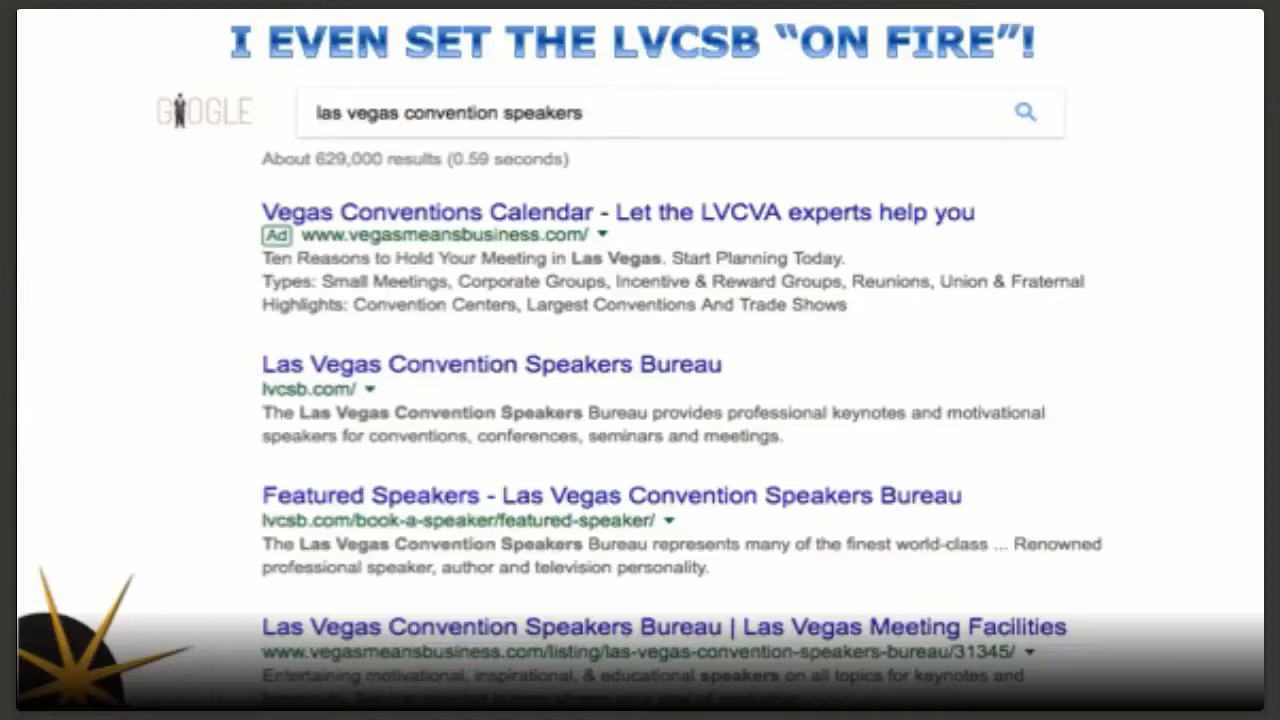 I EVEN SET THE LVCSB “ON FIRE”!
GOOGLE
las vegas convention speakers
About 629,000 results (0.59 seconds)
Vegas Conventions Calendar - Let the LVCVA experts help you
Ad www.vegasmeansbusiness.com/
Ten Reasons to Hold Your Meeting in Las Vegas. Start Planning Today.
Types: Small Meetings, Corporate Groups, Incentive & Reward Groups, Reunions, Union & Fraternal
Highlights: Convention Centers, Largest Conventions And Trade Shows
Las Vegas Convention Speakers Bureau
lvcsb.com/
The Las Vegas Convention Speakers Bureau provides professional keynotes and motivational
speakers for conventions, conferences, seminars and meetings.
Featured Speakers - Las Vegas Convention Speakers Bureau
lvcsb.com/book-a-speaker/featured-speaker/
The Las Vegas Convention Speakers Bureau represents many of the finest world-class ... Renowned
professional speaker, author and television personality.
Las Vegas Convention Speakers Bureau | Las Vegas Meeting Facilities
www.vegasmeansbusiness.com/listing/las-vegas-convention-speakers-bureau/31345/
Entertaining motivational, inspirational, & educational speakers on all topics for keynotes and